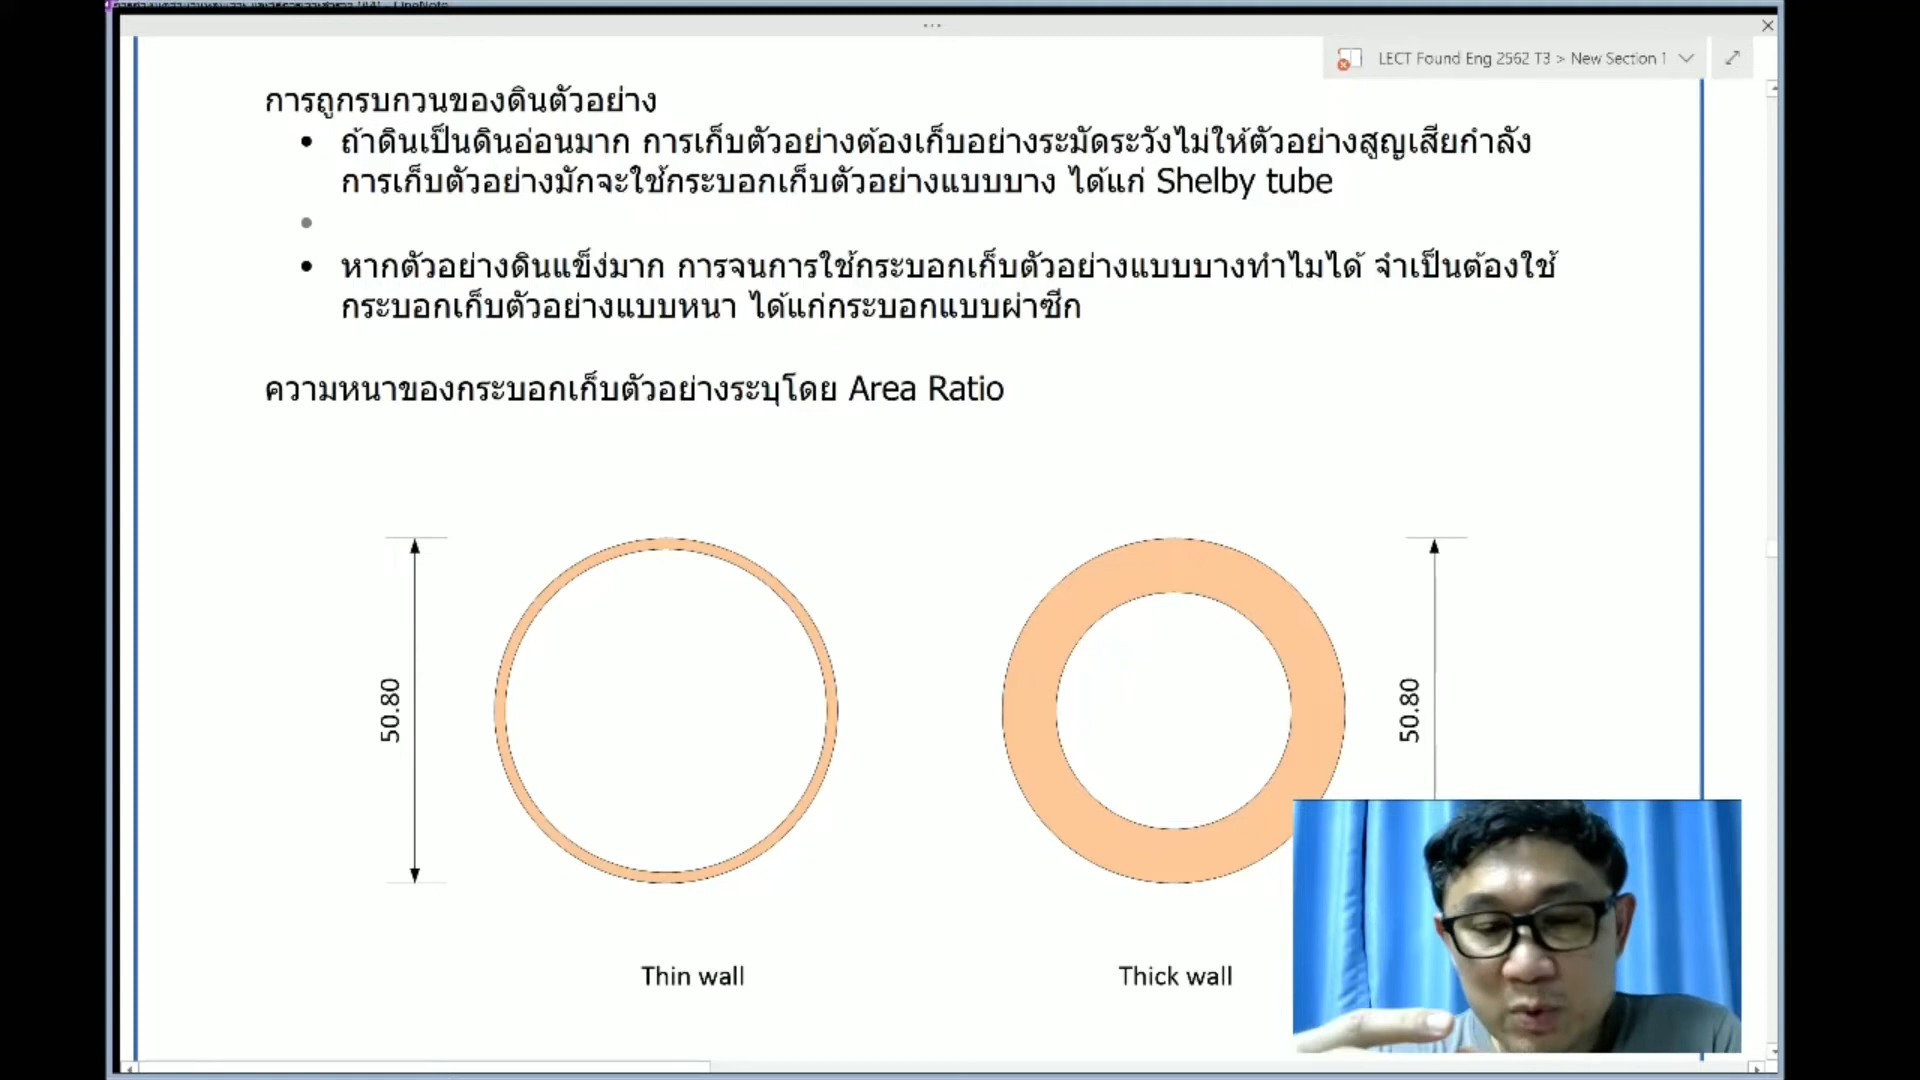 LECT Found Eng 2562 T3 > New Section 1
การถูกรบกวนของดินตัวอย่าง
• ถ้าดินเป็นดินอ่อนมาก การเก็บตัวอย่างต้องเก็บอย่างระมัดระวังไม่ให้ตัวอย่างสูญเสียกำลัง
การเก็บตัวอย่างมักจะใช้กระบอกเก็บตัวอย่างแบบบาง ได้แก่ Shelby tube
• หากตัวอย่างดินแข็ง่มาก การจนการใช้กระบอกเก็บตัวอย่างแบบบางทำไมได้ จำเป็นต้องใช้
กระบอกเก็บตัวอย่างแบบหนา ได้แก่กระบอกแบบผ่าซีก
ความหนาของกระบอกเก็บตัวอย่างระบุโดย Area Ratio
50.80
50.80
Thin wall
Thick wall